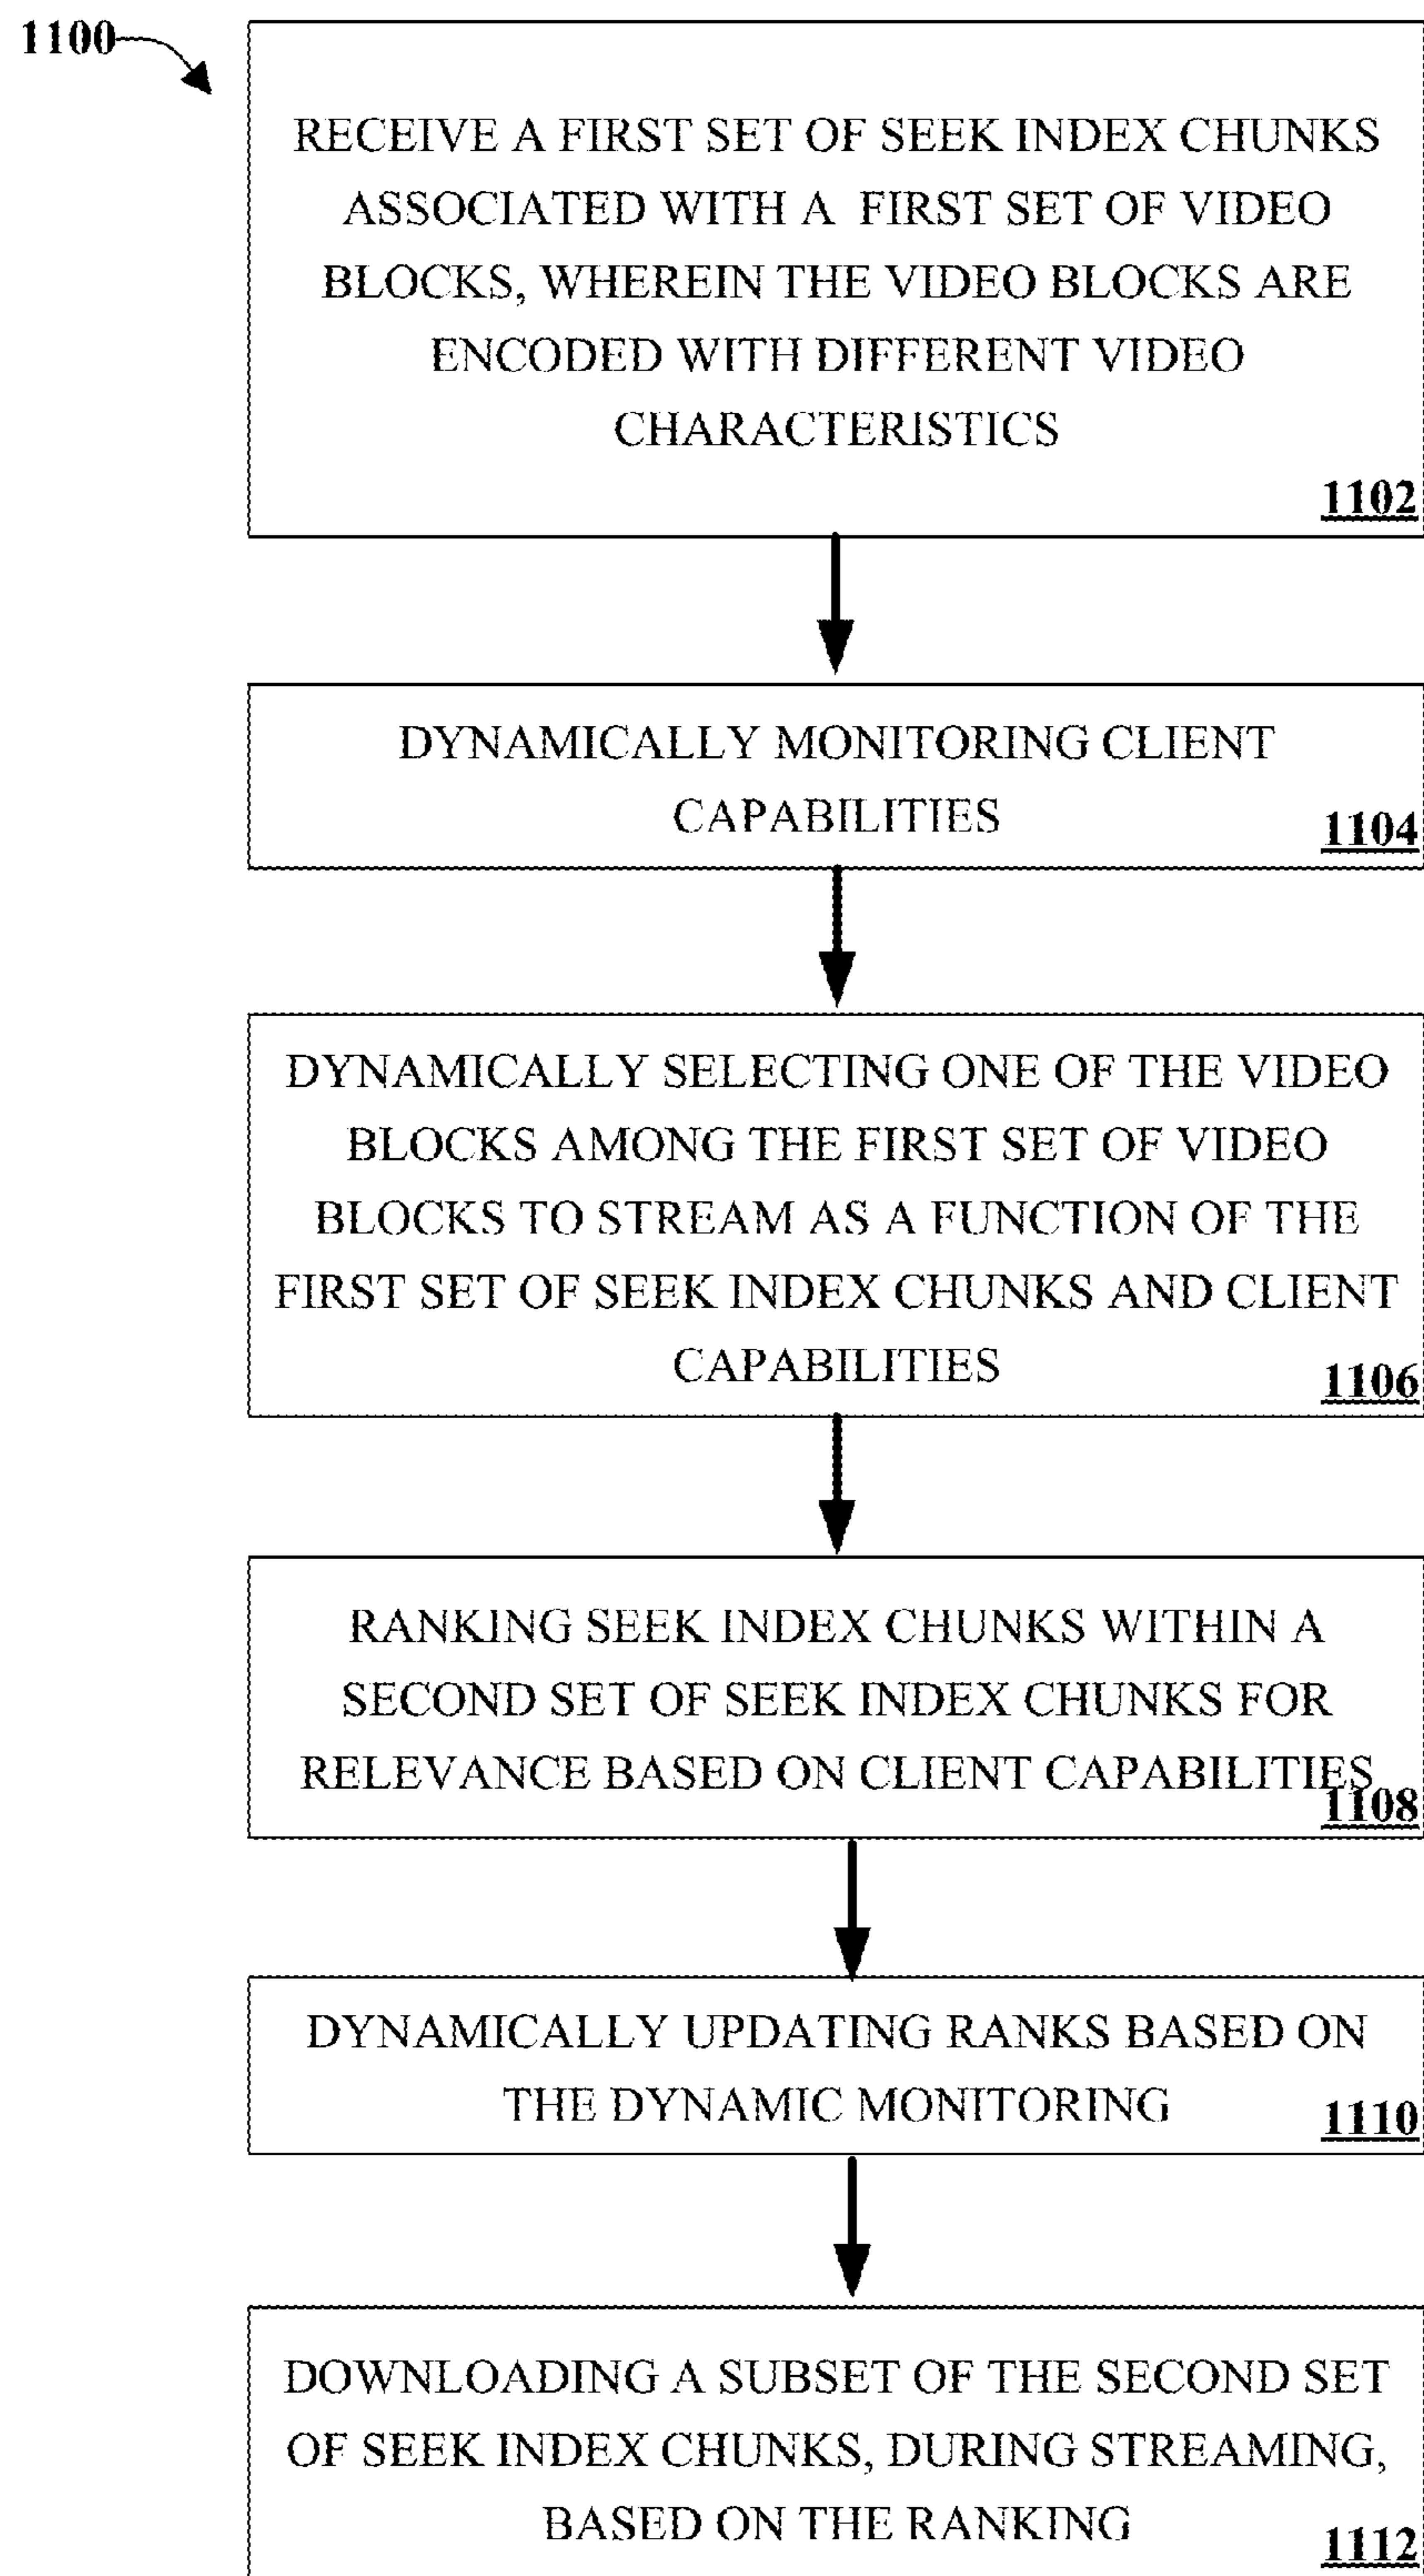 1100
RECEIVE A FIRST SET OF SEEK INDEX CHUNKS
ASSOCIATED WITH A FIRST SET OF VIDEO
BLOCKS, WHEREIN THE VIDEO BLOCKS ARE
ENCODED WITH DIFFERENT VIDEO
CHARACTERISTICS
1102
DYNAMICALLY MONITORING CLIENT
CAPABILITIES
1104
DYNAMICALLY SELECTING ONE OF THE VIDEO
BLOCKS AMONG THE FIRST SET OF VIDEO
BLOCKS TO STREAM AS A FUNCTION OF THE
FIRST SET OF SEEK INDEX CHUNKS AND CLIENT
CAPABILITIES
1106
RANKING SEEK INDEX CHUNKS WITHIN A
SECOND SET OF SEEK INDEX CHUNKS FOR
RELEVANCE BASED ON CLIENT CAPABILITIES
1108
DYNAMICALLY UPDATING RANKS BASED ON
THE DYNAMIC MONITORING
1110
DOWNLOADING A SUBSET OF THE SECOND SET
OF SEEK INDEX CHUNKS, DURING STREAMING,
BASED ON THE RANKING
1112